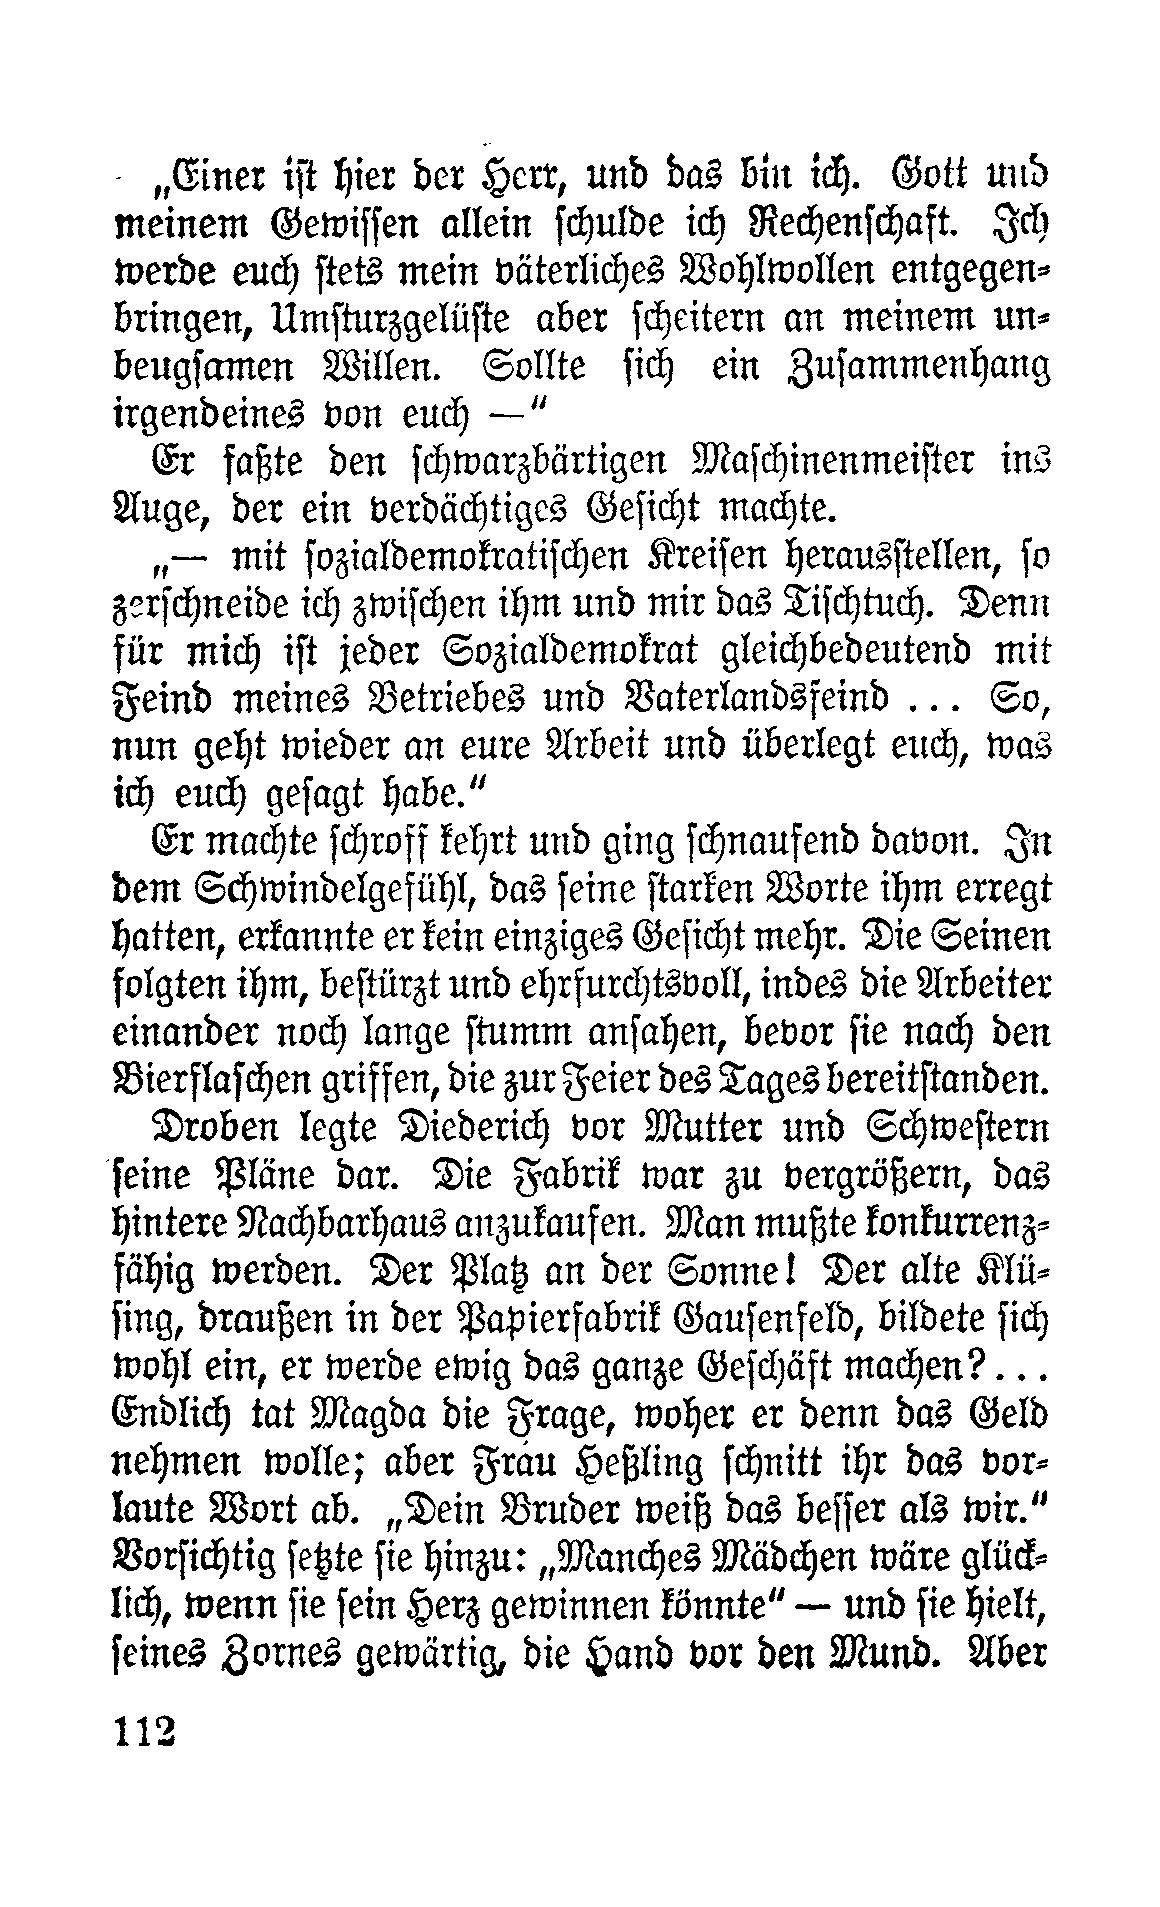 „Einer ist hier der Herr, und das bin ich. Gott und
meinem Gewissen allein schulde ich Rechenschaft. Ich
werde euch stets mein väterliches Wohlwollen entgegen-
bringen, Umsturzgelüste aber scheitern an meinem un-
beugsamen Willen. Sollte sich ein Zusammenhang
irgendeines von euch —“
Er faßte den schwarzbärtigen Maschinenmeister ins
Auge, der ein verdächtiges Gesicht machte.
„— mit sozialdemokratischen Kreisen herausstellen, so
zerschneide ich zwischen ihm und mir das Tischtuch. Denn
für mich ist jeder Sozialdemokrat gleichbedeutend mit
Feind meines Betriebes und Vaterlandsfeind ... So,
nun geht wieder an eure Arbeit und überlegt euch, was
ich euch gesagt habe.“
Er machte schroff kehrt und ging schnaufend davon. In
dem Schwindelgefühl, das seine starken Worte ihm erregt
hatten, erkannte er kein einziges Gesicht mehr. Die Seinen
folgten ihm, bestürzt und ehrfurchtsvoll, indes die Arbeiter
einander noch lange stumm ansahen, bevor sie nach den
Bierflaschen griffen, die zur Feier des Tages bereitstanden.
Droben legte Diederich vor Mutter und Schwestern
seine Pläne dar. Die Fabrik war zu vergrößern, das
hintere Nachbarhaus anzukaufen. Man mußte konkurrenz-
fähig werden. Der Platz an der Sonne! Der alte Klü-
sing, draußen in der Papierfabrik Gausenfeld, bildete sich
wohl ein, er werde ewig das ganze Geschäft machen?...
Endlich tat Magda die Frage, woher er denn das Geld
nehmen wolle; aber Frau Heßling schnitt ihr das vor-
laute Wort ab. „Dein Bruder weiß das besser als wir.“
Vorsichtig setzte sie hinzu: „Manches Mädchen wäre glück-
lich, wenn sie sein Herz gewinnen könnte“ — und sie hielt,
seines Zornes gewärtig, die Hand vor den Mund. Aber
112